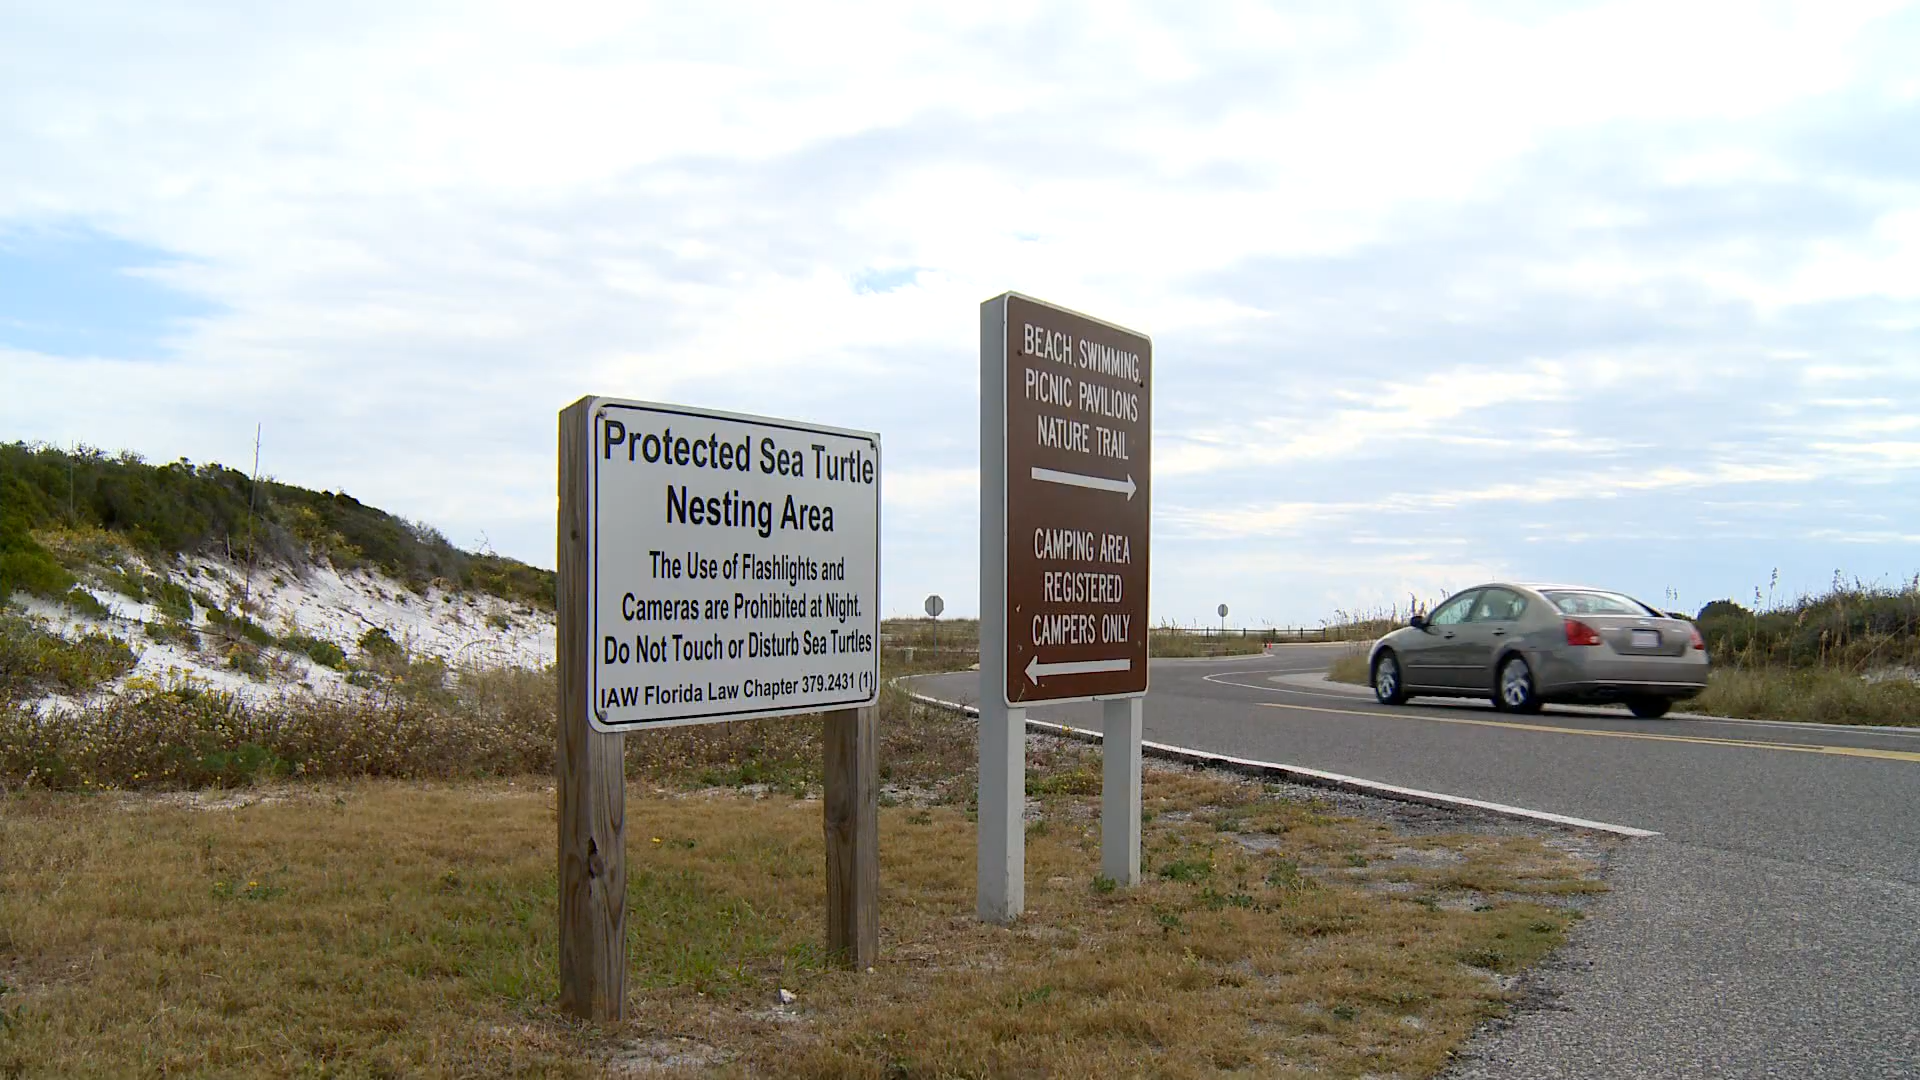 Protected Sea Turtle
Nesting Area
The Use of Flashlights and
Cameras are Prohibited at Night.
Do Not Touch or Disturb Sea Turtles
IAW Florida Law Chapter 379.2431 (1)
BEACH, SWIMMING,
PICNIC PAVILIONS
NATURE TRAIL
CAMPING AREA
REGISTERED
CAMPERS ONLY